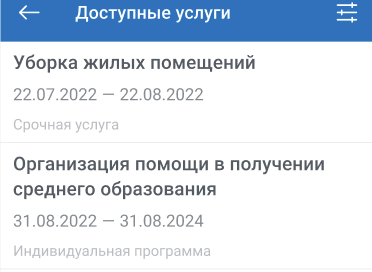 Доступные услуги
Уборка жилых помещений
22.07.2022 — 22.08.2022
Срочная услуга
Организация помощи в получении
среднего образования
31.08.2022 — 31.08.2024
Индивидуальная программа